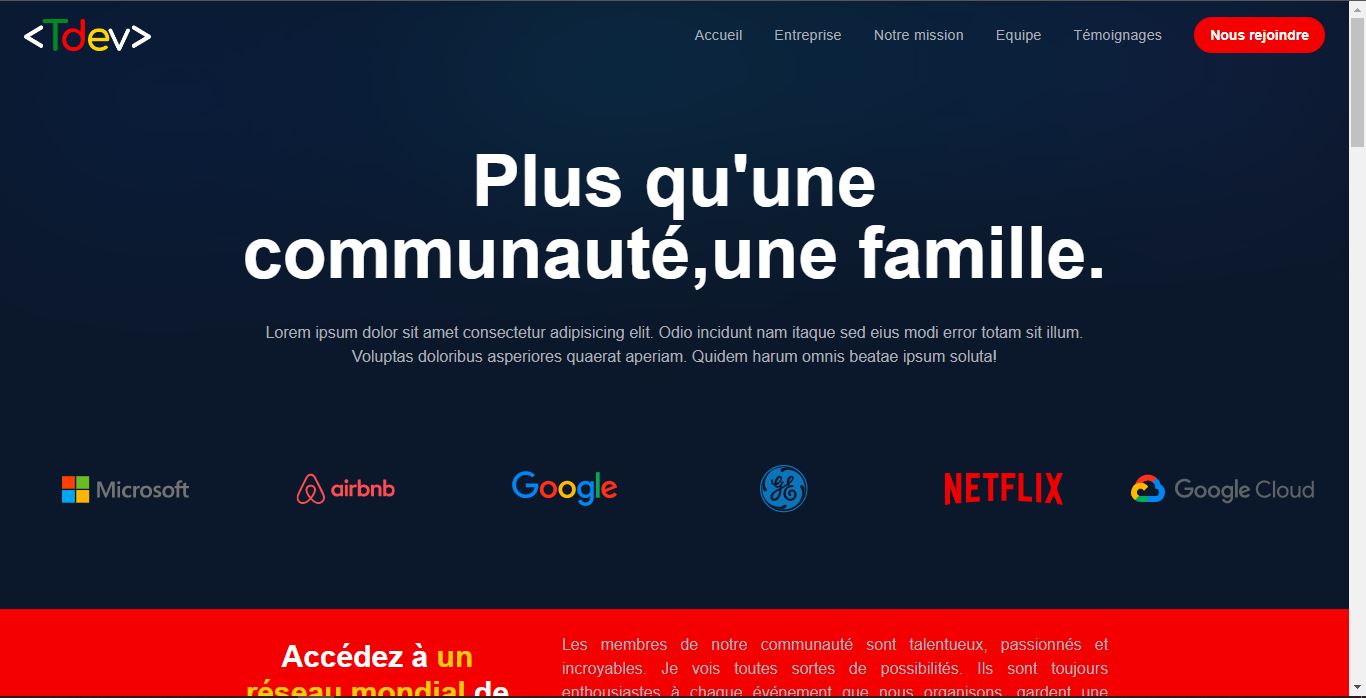 <Tdev>
Accueil Entreprise Notre mission Equipe Témoignages Nous rejoindre
Plus qu'une
communauté,une famille.
Lorem ipsum dolor sit amet consectetur adipisicing elit. Odio incidunt nam itaque sed eius modi error totam sit illum.
Voluptas doloribus asperiores quaerat aperiam. Quidem harum omnis beatae ipsum soluta!
Microsoft airbnb Google GE NETFLIX Google Cloud
Accédez à un
réseau mondial de
Les membres de notre communauté sont talentueux, passionnés et
incroyables. Je vois toutes sortes de possibilités. Ils sont toujours
enthousiastes à chaque événement que nous organisons, gardent une